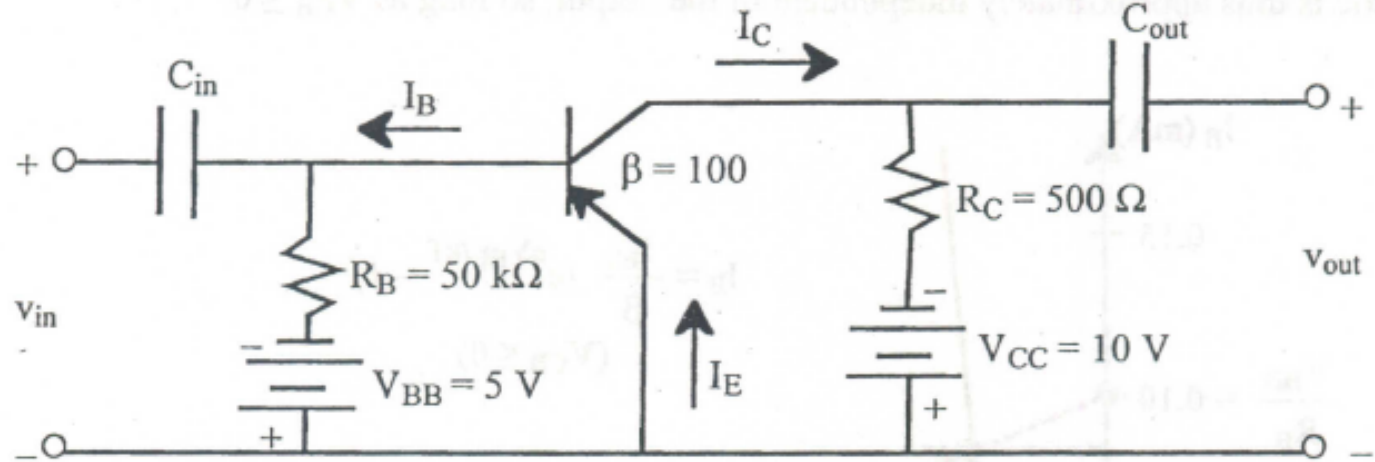 C_out
I_C
C_in
I_B
+
+
β = 100
R_C = 500 Ω
R_B = 50 kΩ
v_out
v_in
−
−
V_CC = 10 V
V_BB = 5 V
I_E
+
+
−
−